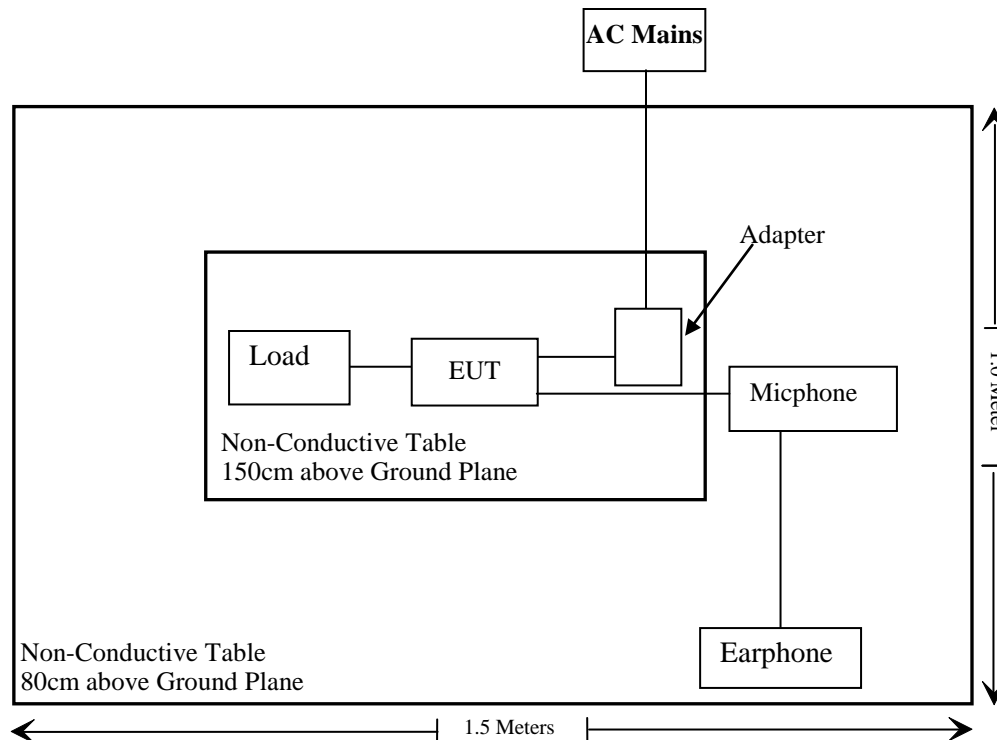 AC Mains
Adapter
Load
EUT
Micphone
Non-Conductive Table
150cm above Ground Plane
Meter
Earphone
Non-Conductive Table
80cm above Ground Plane
1.5 Meters